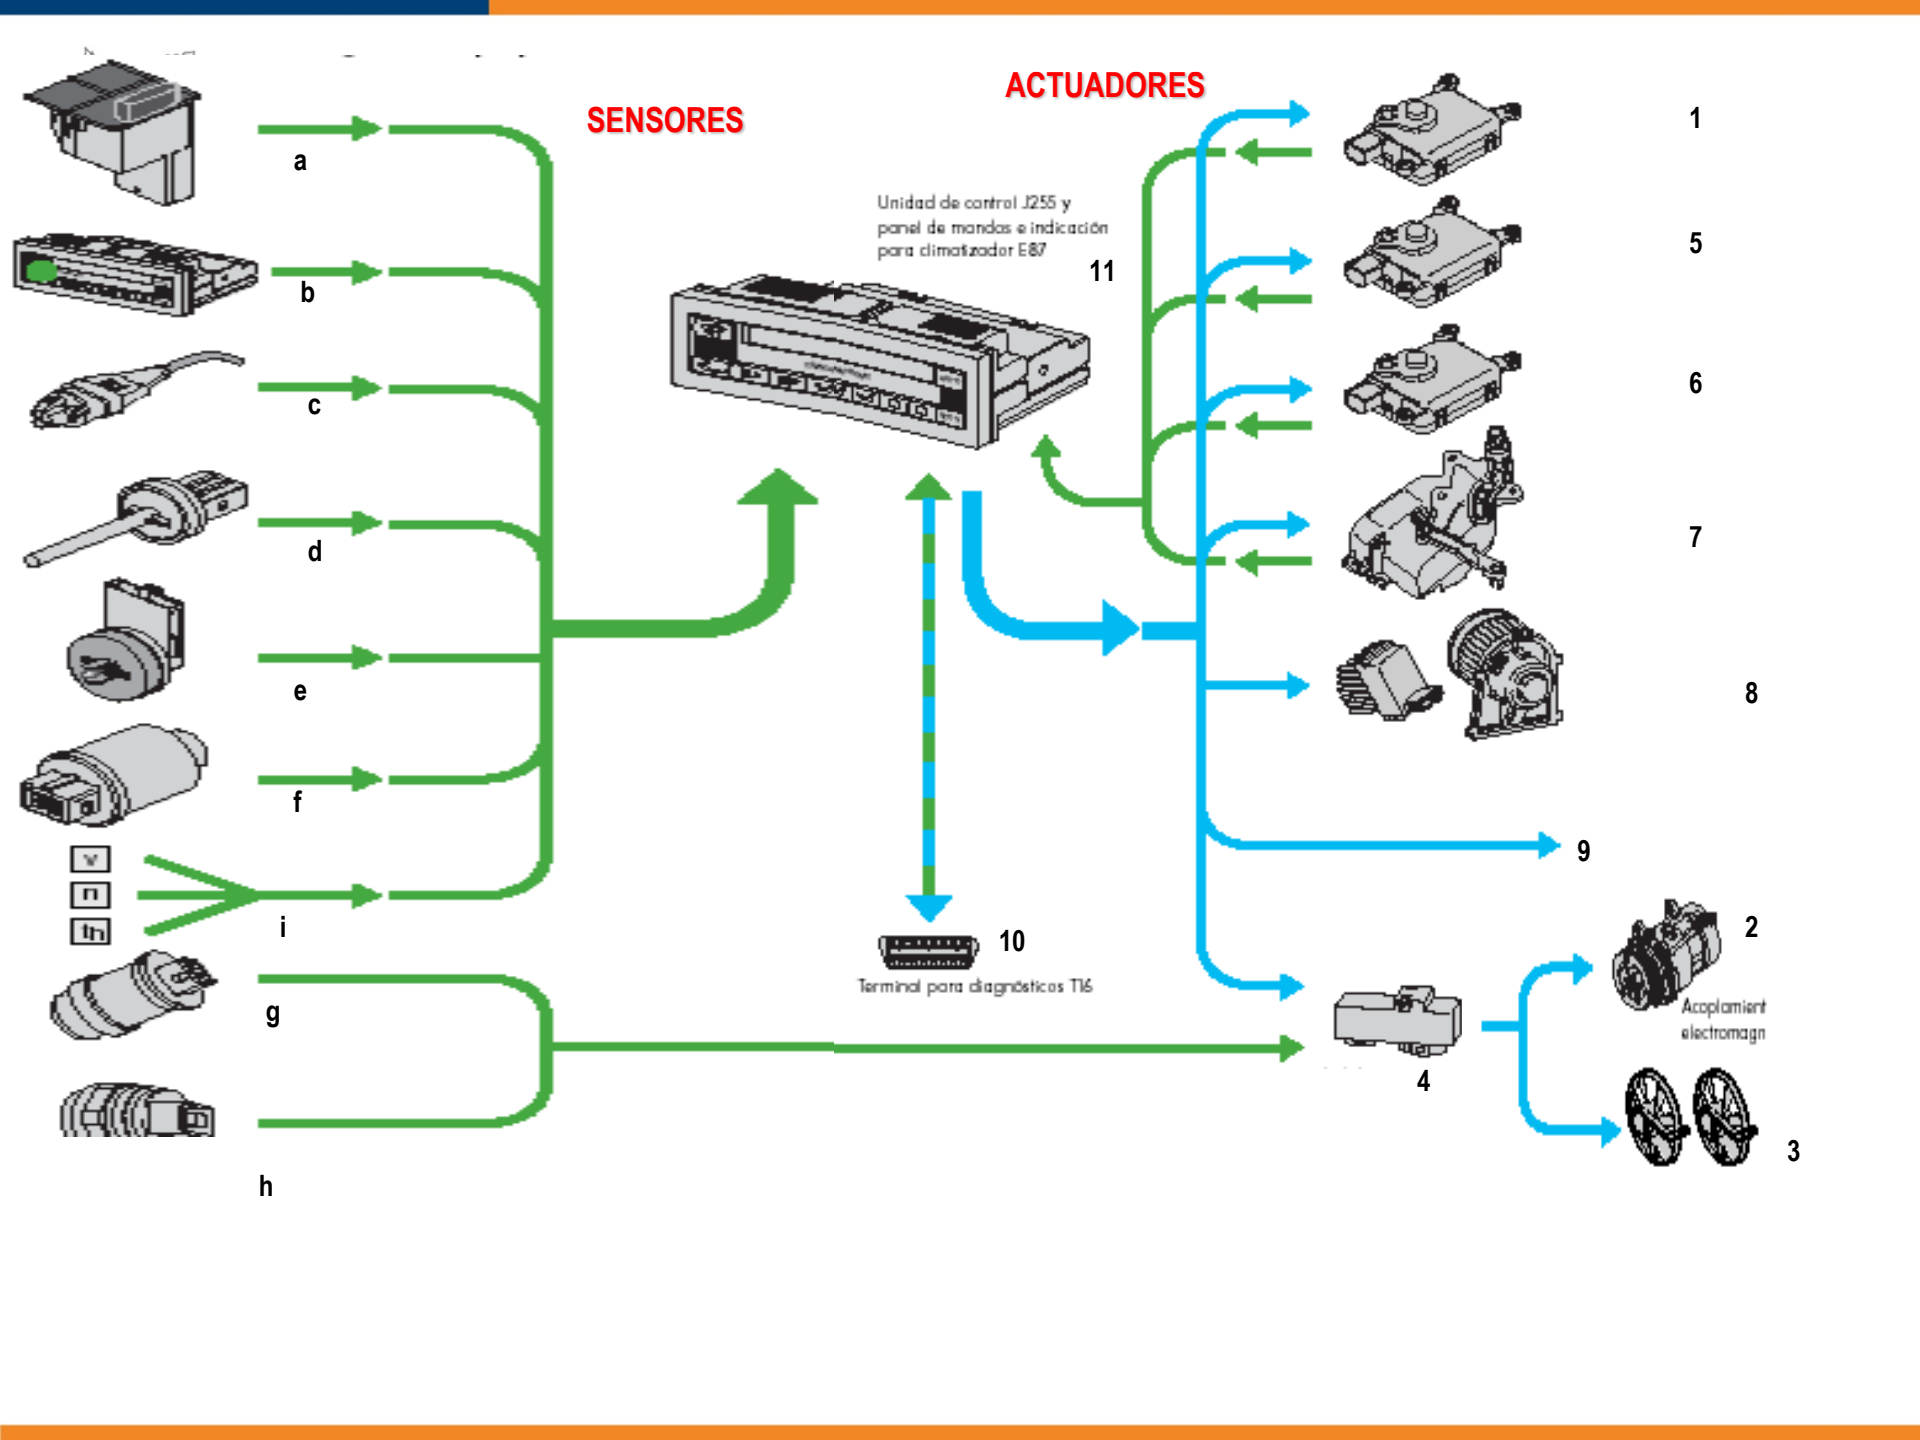 SENSORES
ACTUADORES
a
b
c
d
e
f
v
n
th
i
g
h
Unidad de control J255 y
panel de mandos e indicación
para climatizador E87
11
10
Terminal para diagnósticos T16
1
5
6
7
8
9
2
Acoplamient
electromagn
4
3